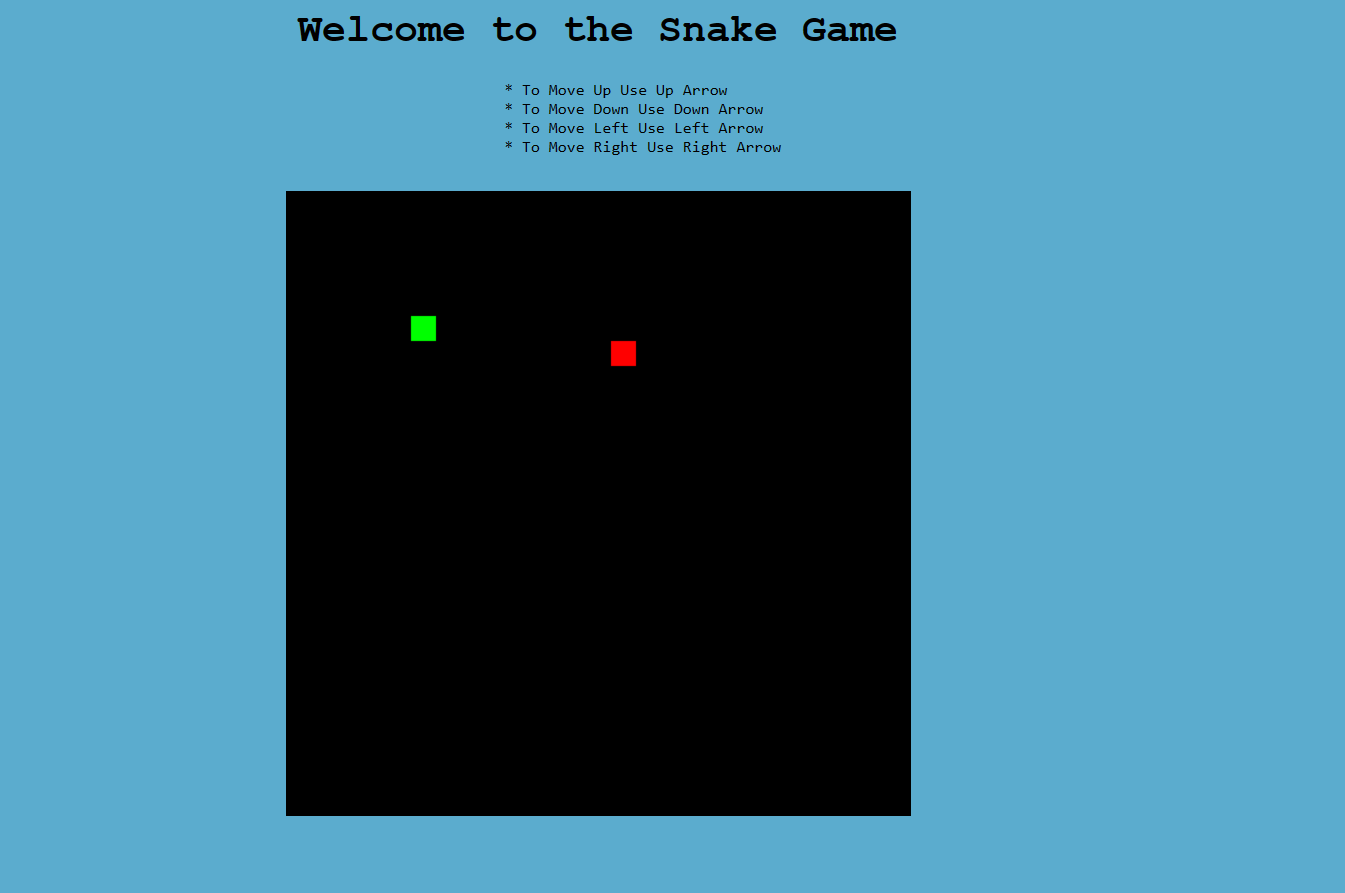 Welcome to the Snake Game
* To Move Up Use Up Arrow
* To Move Down Use Down Arrow
* To Move Left Use Left Arrow
* To Move Right Use Right Arrow